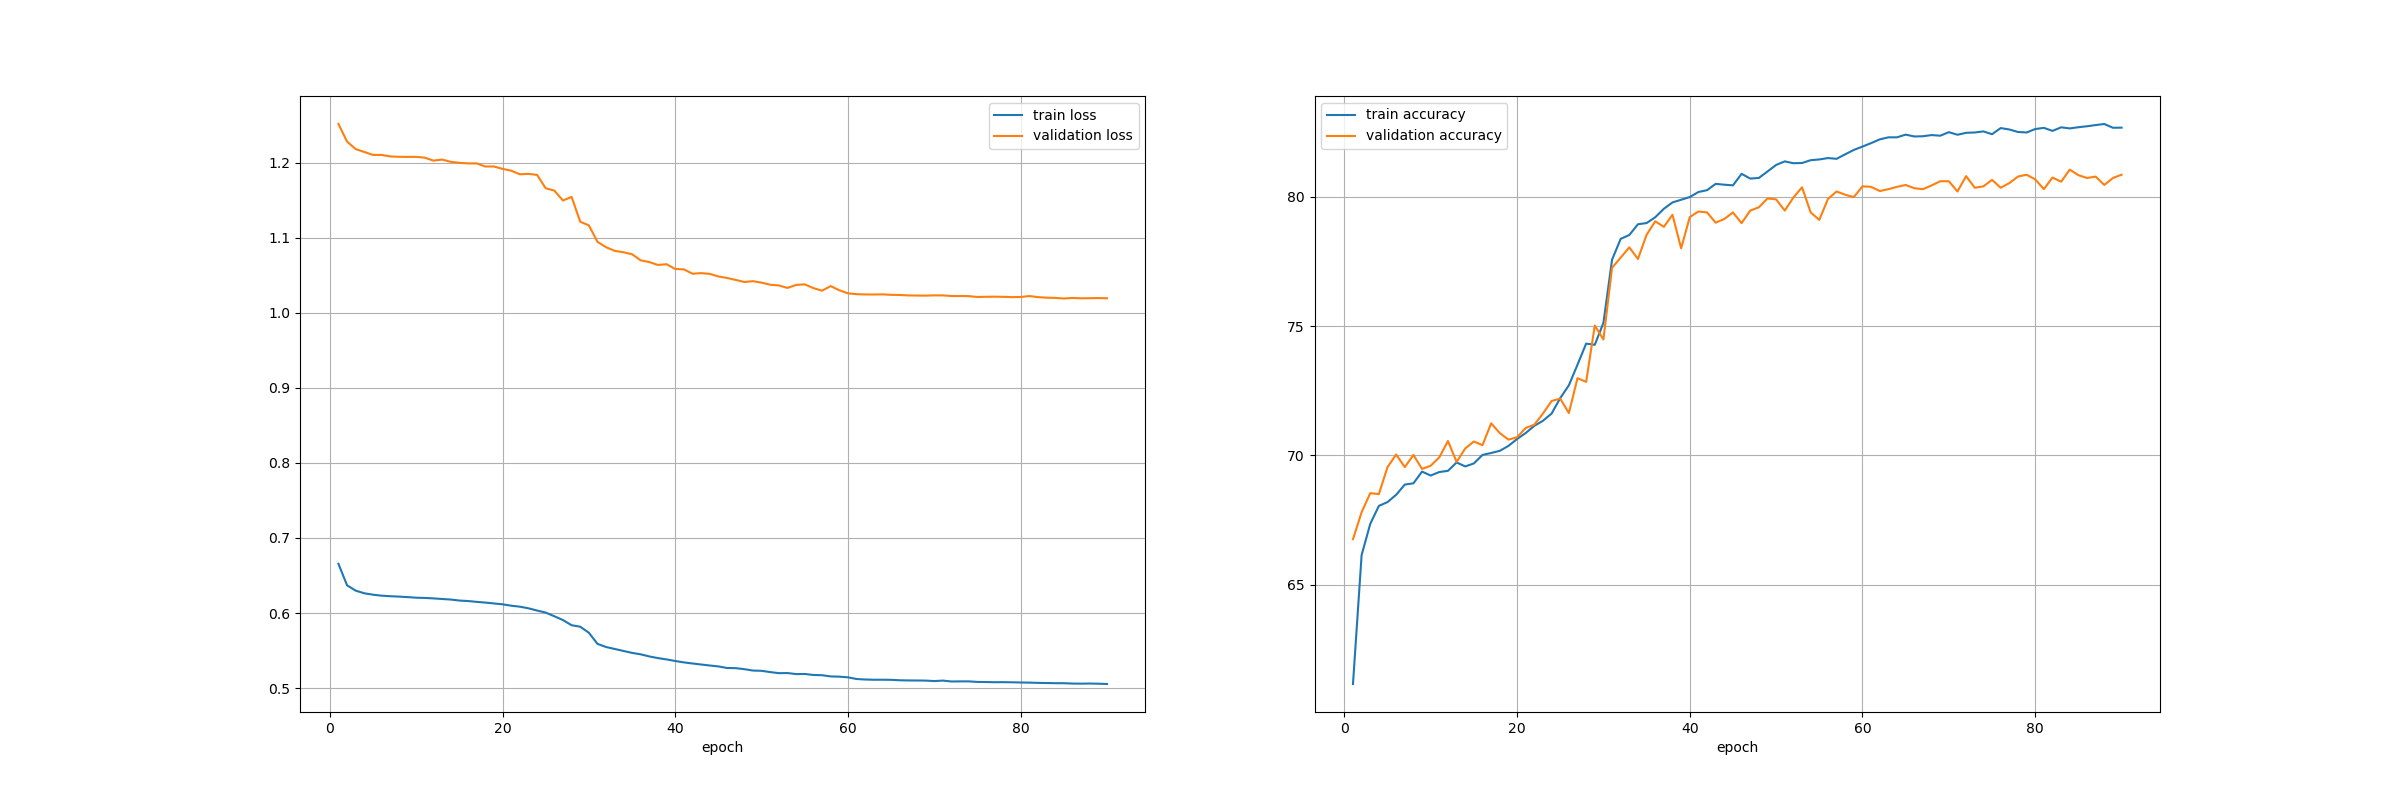 train loss
validation loss
1.2
1.1
1.0
0.9
0.8
0.7
0.6
0.5
0 20 40 60 80
epoch
train accuracy
validation accuracy
80
75
70
65
0 20 40 60 80
epoch